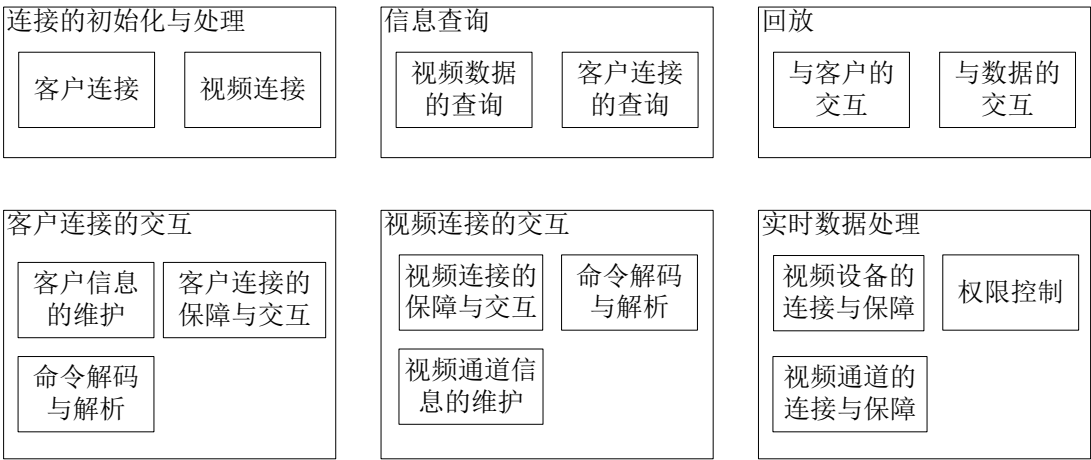 连接的初始化与处理
客户连接
视频连接
信息查询
视频数据
的查询
客户连接
的查询
回放
与客户的
交互
与数据的
交互
客户连接的交互
客户信息
的维护
客户连接的
保障与交互
命令解码
与解析
视频连接的交互
视频连接的
保障与交互
命令解码
与解析
视频通道信
息的维护
实时数据处理
视频设备的
连接与保障
权限控制
视频通道的
连接与保障